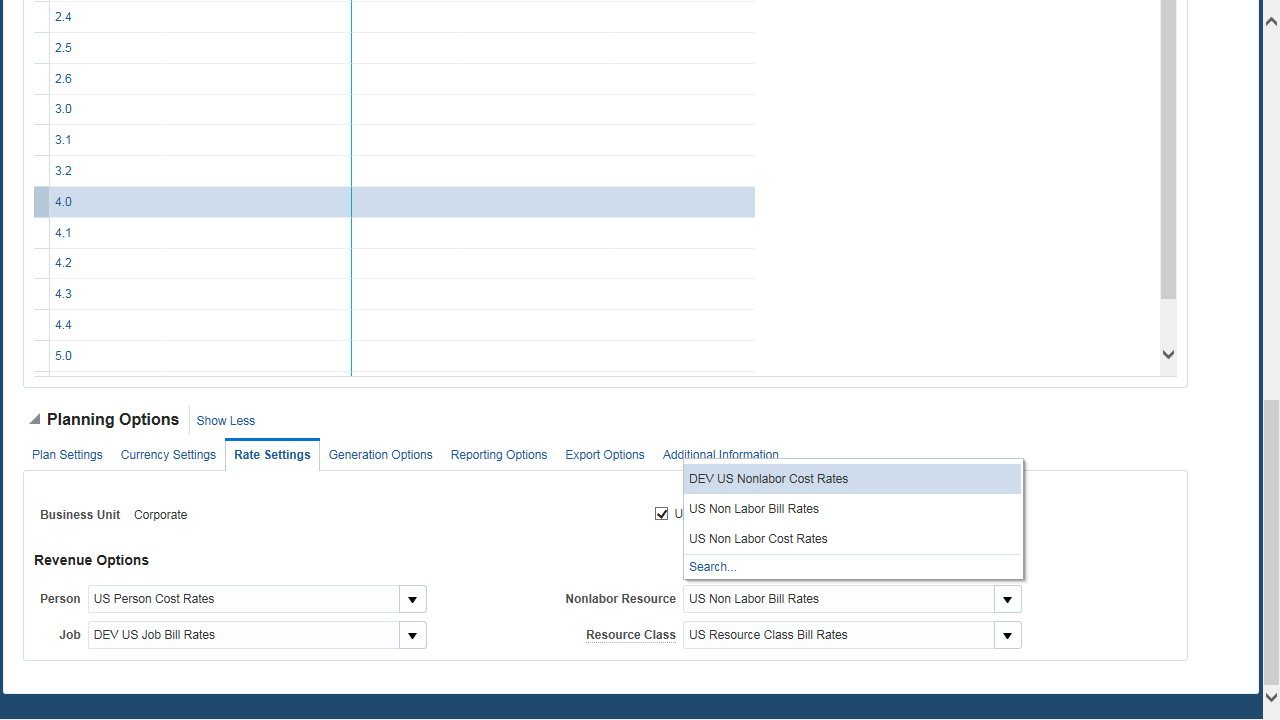 2.4
2.5
2.6
3.0
3.1
3.2
4.0
4.1
4.2
4.3
4.4
5.0
Planning Options Show Less
Plan Settings Currency Settings Rate Settings Generation Options Reporting Options Export Options Additional Information
DEV US Nonlabor Cost Rates
US Non Labor Bill Rates
US Non Labor Cost Rates
Search...
Business Unit Corporate U
Revenue Options
Person US Person Cost Rates Nonlabor Resource US Non Labor Bill Rates
Job DEV US Job Bill Rates Resource Class US Resource Class Bill Rates